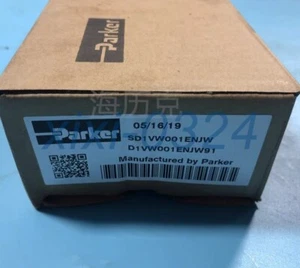 Parker
Parker
05/16/19
SD1VW001ENJW
D1VW001ENJW91
Manufactured by Parker